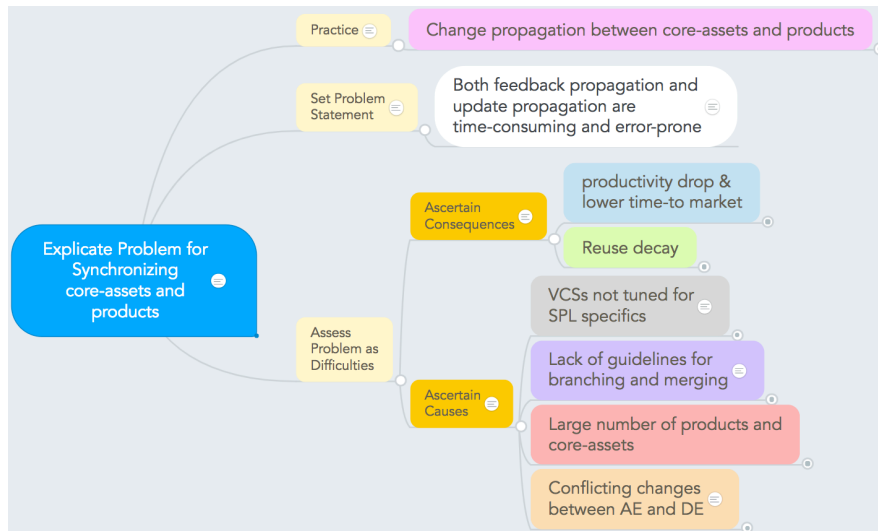 Practice
Change propagation between core-assets and products
Set Problem
Statement
Both feedback propagation and
update propagation are
time-consuming and error-prone
Explicate Problem for
Synchronizing
core-assets and
products
Assess
Problem as
Difficulties
Ascertain
Consequences
productivity drop &
lower time-to market
Reuse decay
Ascertain
Causes
VCSs not tuned for
SPL specifics
Lack of guidelines for
branching and merging
Large number of products and
core-assets
Conflicting changes
between AE and DE